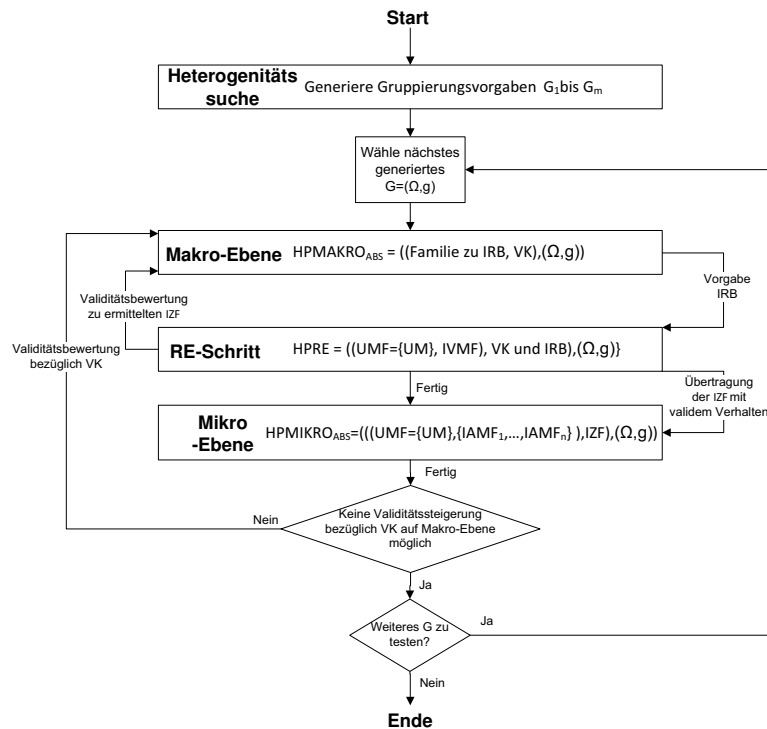 Start
Heterogenitäts
suche
Generiere Gruppierungsvorgaben G₁bis Gₘ
Wähle nächstes
generiertes
G=(Ω,g)
Makro-Ebene HPMAKRO_ABS = ((Familie zu IRB, VK),(Ω,g))
Vorgabe
IRB
Validitätsbewertung
zu ermittelten IZF
Validitätsbewertung
bezüglich VK
RE-Schritt HPRE = ((UMF={UM}, IVMF), VK und IRB),(Ω,g)}
Fertig
Übertragung
der IZF mit
validem Verhalten
Mikro
-Ebene
HPMIKRO_ABS=(((UMF={UM},{IAMF₁,…,IAMFₙ} ),IZF),(Ω,g))
Fertig
Nein
Keine Validitätssteigerung
bezüglich VK auf Makro-Ebene
möglich
Ja
Weiteres G zu
testen?
Ja
Nein
Ende